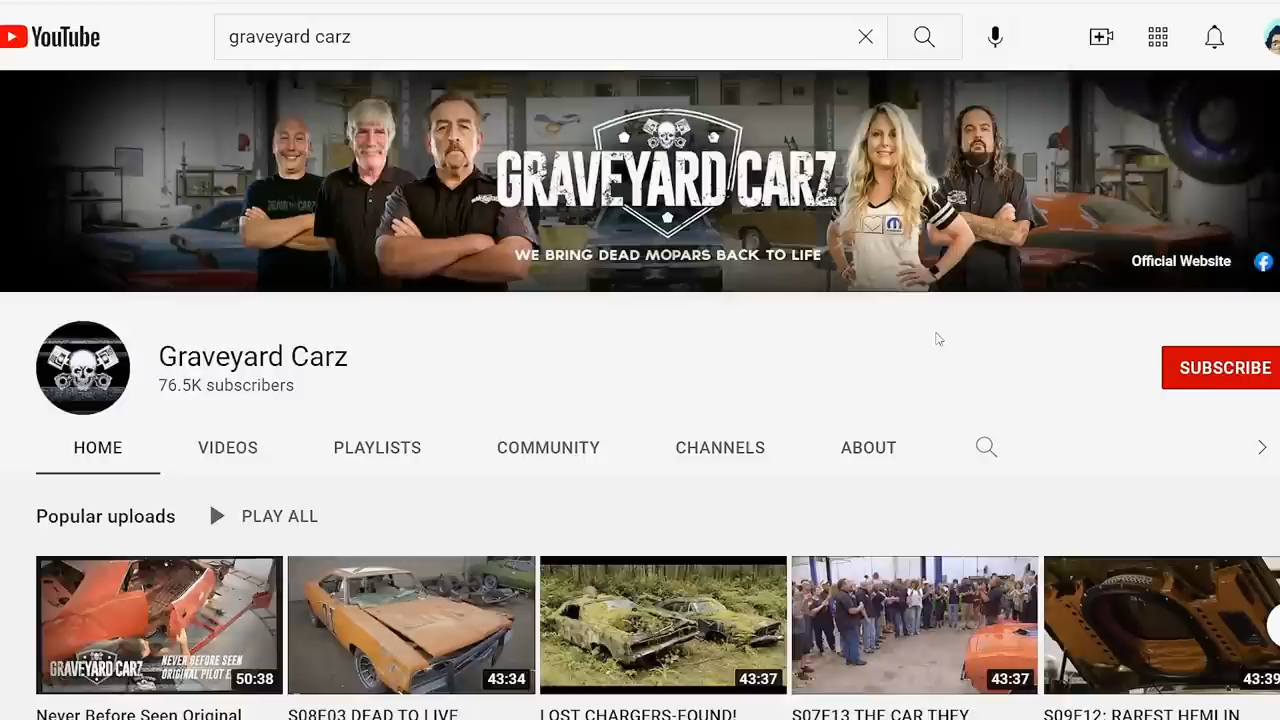 YouTube
graveyard carz
GRAVEYARD CARZ
WE BRING DEAD MOPARS BACK TO LIFE
Official Website
Graveyard Carz
76.5K subscribers
SUBSCRIBE
HOME VIDEOS PLAYLISTS COMMUNITY CHANNELS ABOUT
Popular uploads PLAY ALL
GRAVEYARD CARZ
NEVER BEFORE SEEN
ORIGINAL PILOT E
50:38 43:34 43:37 43:37 43:39
Never Before Seen Original S08E03 DEAD TO LIVE LOST CHARGERS-FOUND! S07E13 THE CAR THEY S09E12: RAREST HEMI IN